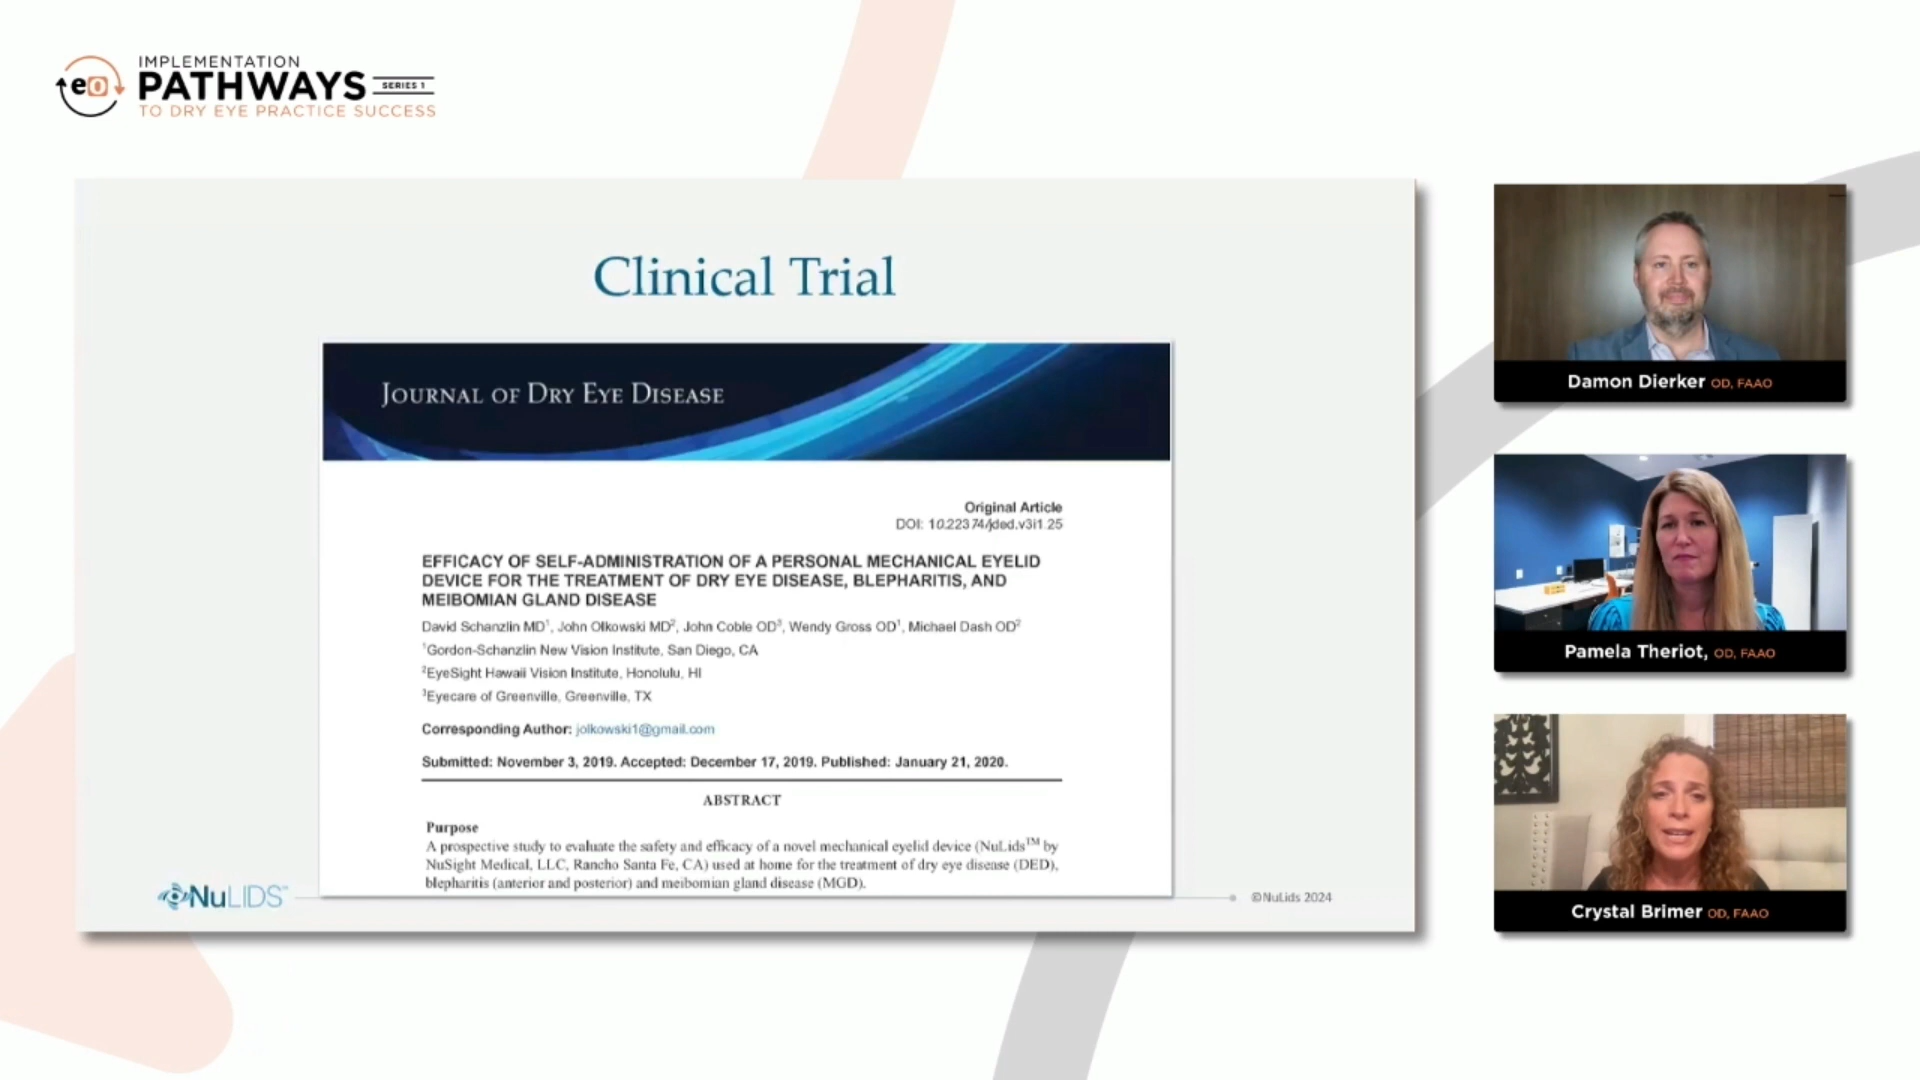 eo
IMPLEMENTATION
PATHWAYS SERIES 1
TO DRY EYE PRACTICE SUCCESS
Clinical Trial
JOURNAL OF DRY EYE DISEASE
Original Article
DOI: 10.22374/jded.v3i1.25
EFFICACY OF SELF-ADMINISTRATION OF A PERSONAL MECHANICAL EYELID
DEVICE FOR THE TREATMENT OF DRY EYE DISEASE, BLEPHARITIS, AND
MEIBOMIAN GLAND DISEASE
David Schanzlin MD¹, John Olkowski MD², John Coble OD³, Wendy Gross OD¹, Michael Dash OD²
¹Gordon-Schanzlin New Vision Institute, San Diego, CA
²EyeSight Hawaii Vision Institute, Honolulu, HI
³Eyecare of Greenville, Greenville, TX
Corresponding Author: jolkowski1@gmail.com
Submitted: November 3, 2019. Accepted: December 17, 2019. Published: January 21, 2020.
ABSTRACT
Purpose
A prospective study to evaluate the safety and efficacy of a novel mechanical eyelid device (NuLids™ by
NuSight Medical, LLC, Rancho Santa Fe, CA) used at home for the treatment of dry eye disease (DED),
blepharitis (anterior and posterior) and meibomian gland disease (MGD).
NuLIDS™
©NuLids 2024
Damon Dierker OD, FAAO
Pamela Theriot, OD, FAAO
Crystal Brimer OD, FAAO